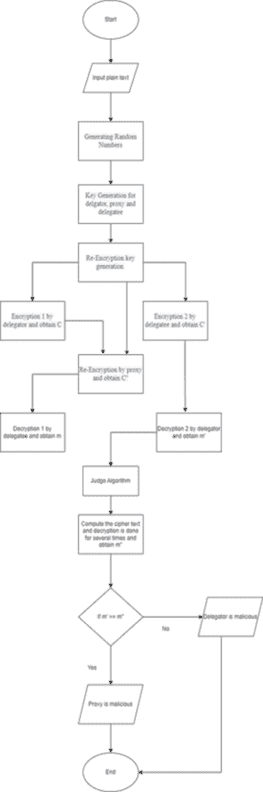 Start
Input plain text
Generating Random
Numbers
Key Generation for
delgator, proxy and
delegatee
Re-Encryption key
generation.
Encryption 1 by
delegator and obtain C
Encryption 2 by
delegatee and obtain C'
Re-Encryption by proxy
and obtain C"
Decryption 1 by
delegatee and obtain m
Decryption 2 by delegator
and obtain m'
Judge Algorithm
Compute the cipher text
and decryption is done
for several times and
obtain m"
If m' == m"
No
Delegator is malicious
Yes
Proxy is malicious
End